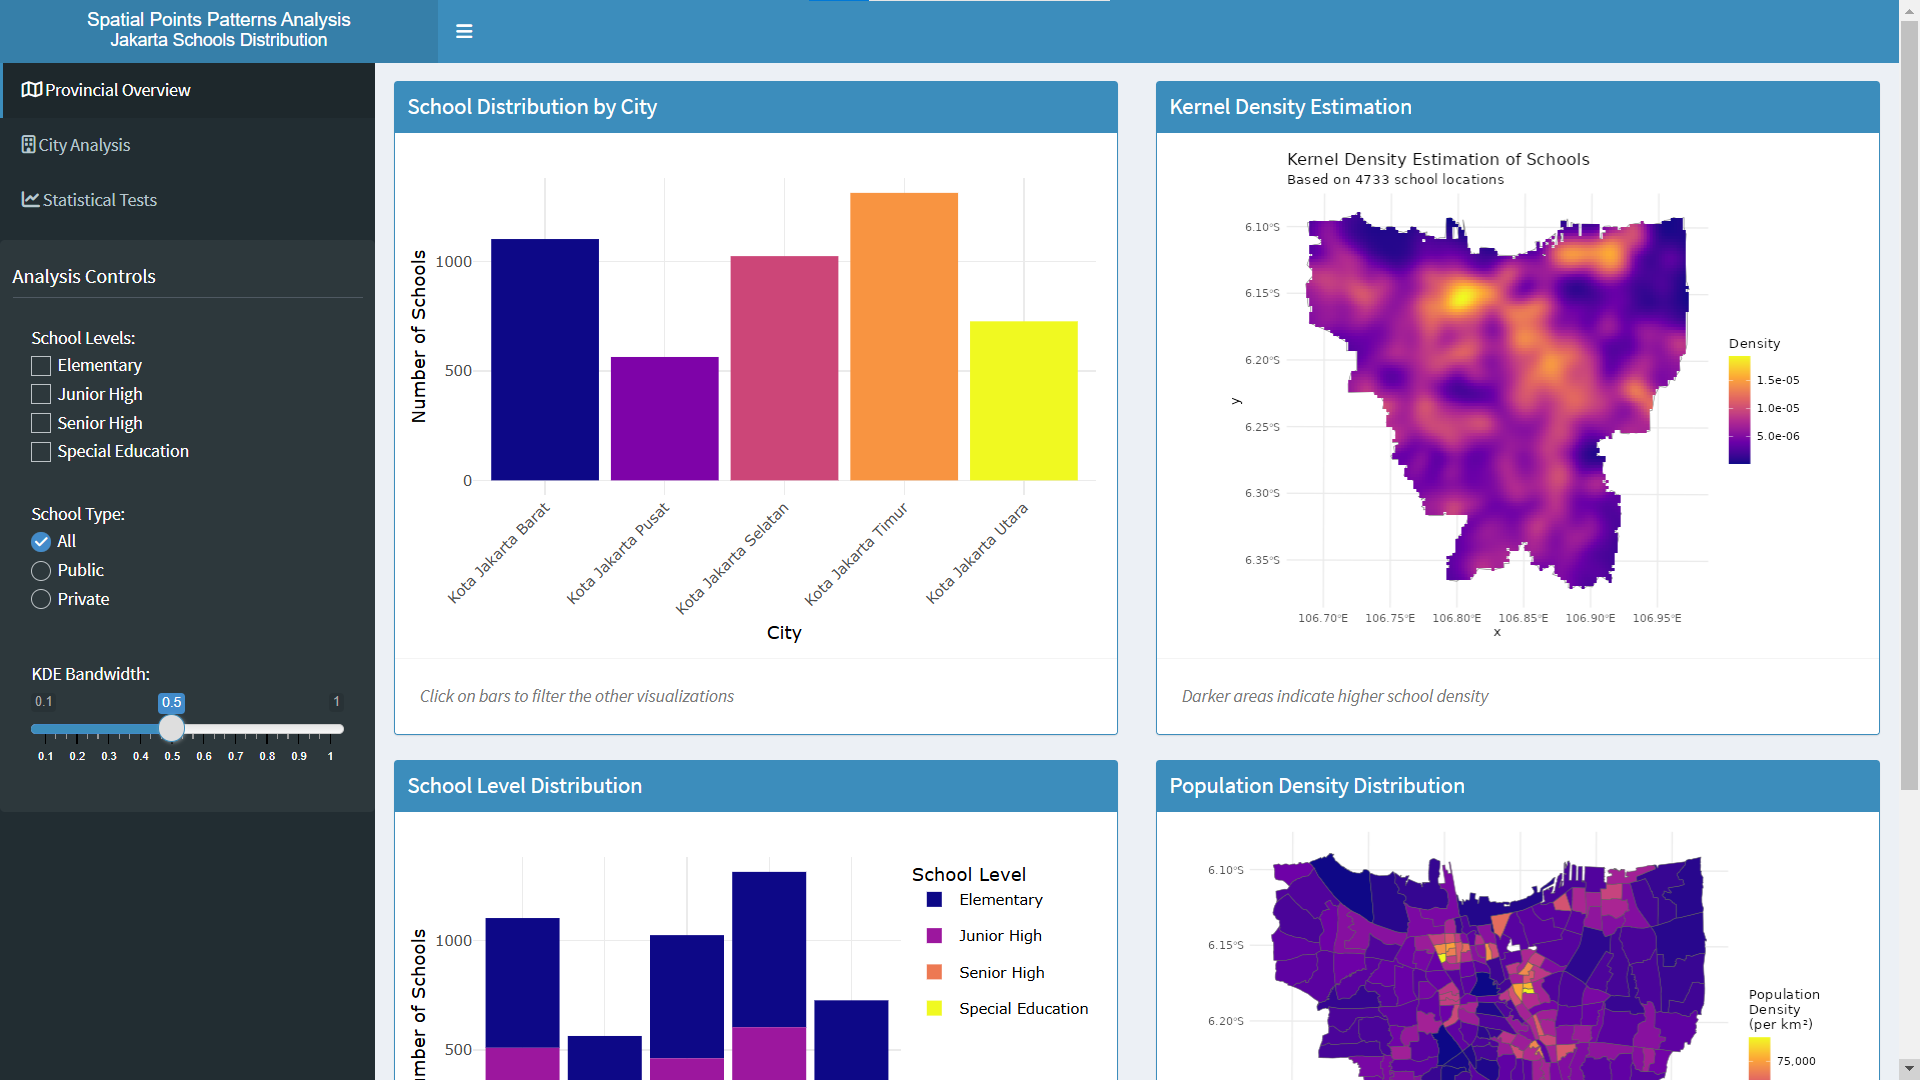 Spatial Points Patterns Analysis
Jakarta Schools Distribution
Provincial Overview
City Analysis
Statistical Tests
Analysis Controls
School Levels:
Elementary
Junior High
Senior High
Special Education
School Type:
All
Public
Private
KDE Bandwidth:
0.1 0.5 1
0.1 0.2 0.3 0.4 0.5 0.6 0.7 0.8 0.9 1
School Distribution by City
Number of Schools
1000
500
0
Kota Jakarta Barat
Kota Jakarta Pusat
Kota Jakarta Selatan
Kota Jakarta Timur
Kota Jakarta Utara
City
Click on bars to filter the other visualizations
Kernel Density Estimation
Kernel Density Estimation of Schools
Based on 4733 school locations
6.10°S
6.15°S
6.20°S
6.25°S
6.30°S
6.35°S
y
106.70°E 106.75°E 106.80°E 106.85°E 106.90°E 106.95°E
x
Density
1.5e-05
1.0e-05
5.0e-06
Darker areas indicate higher school density
School Level Distribution
mber of Schools
1000
500
School Level
Elementary
Junior High
Senior High
Special Education
Population Density Distribution
6.10°S
6.15°S
6.20°S
Population
Density
(per km²)
75,000